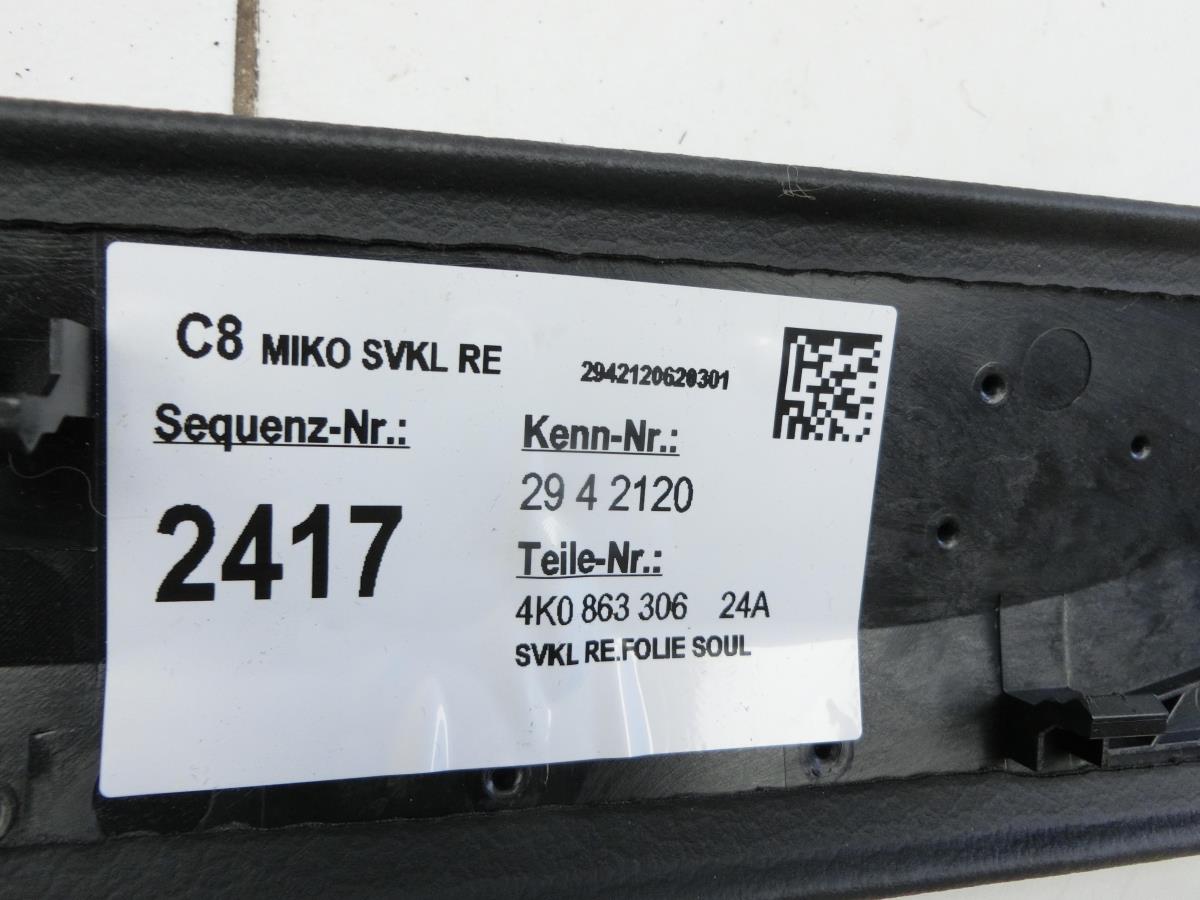 C8 MIKO SVKL RE
2942120620301
Sequenz-Nr.:
2417
Kenn-Nr.:
29 4 2120
Teile-Nr.:
4K0 863 306 24A
SVKL RE.FOLIE SOUL